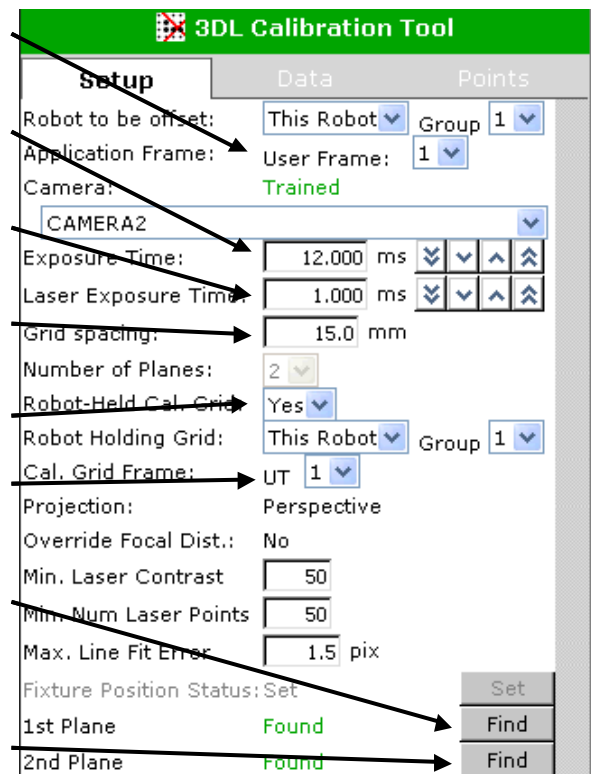 3DL Calibration Tool
Setup Data Points
Robot to be offset: This Robot Group 1
Application Frame: User Frame: 1
Camera: Trained
CAMERA2
Exposure Time: 12.000 ms
Laser Exposure Time: 1.000 ms
Grid spacing: 15.0 mm
Number of Planes: 2
Robot-Held Cal. Grid: Yes
Robot Holding Grid: This Robot Group 1
Cal. Grid Frame: UT 1
Projection: Perspective
Override Focal Dist.: No
Min. Laser Contrast 50
Min. Num Laser Points 50
Max. Line Fit Error 1.5 pix
Fixture Position Status: Set Set
1st Plane Found Find
2nd Plane Found Find